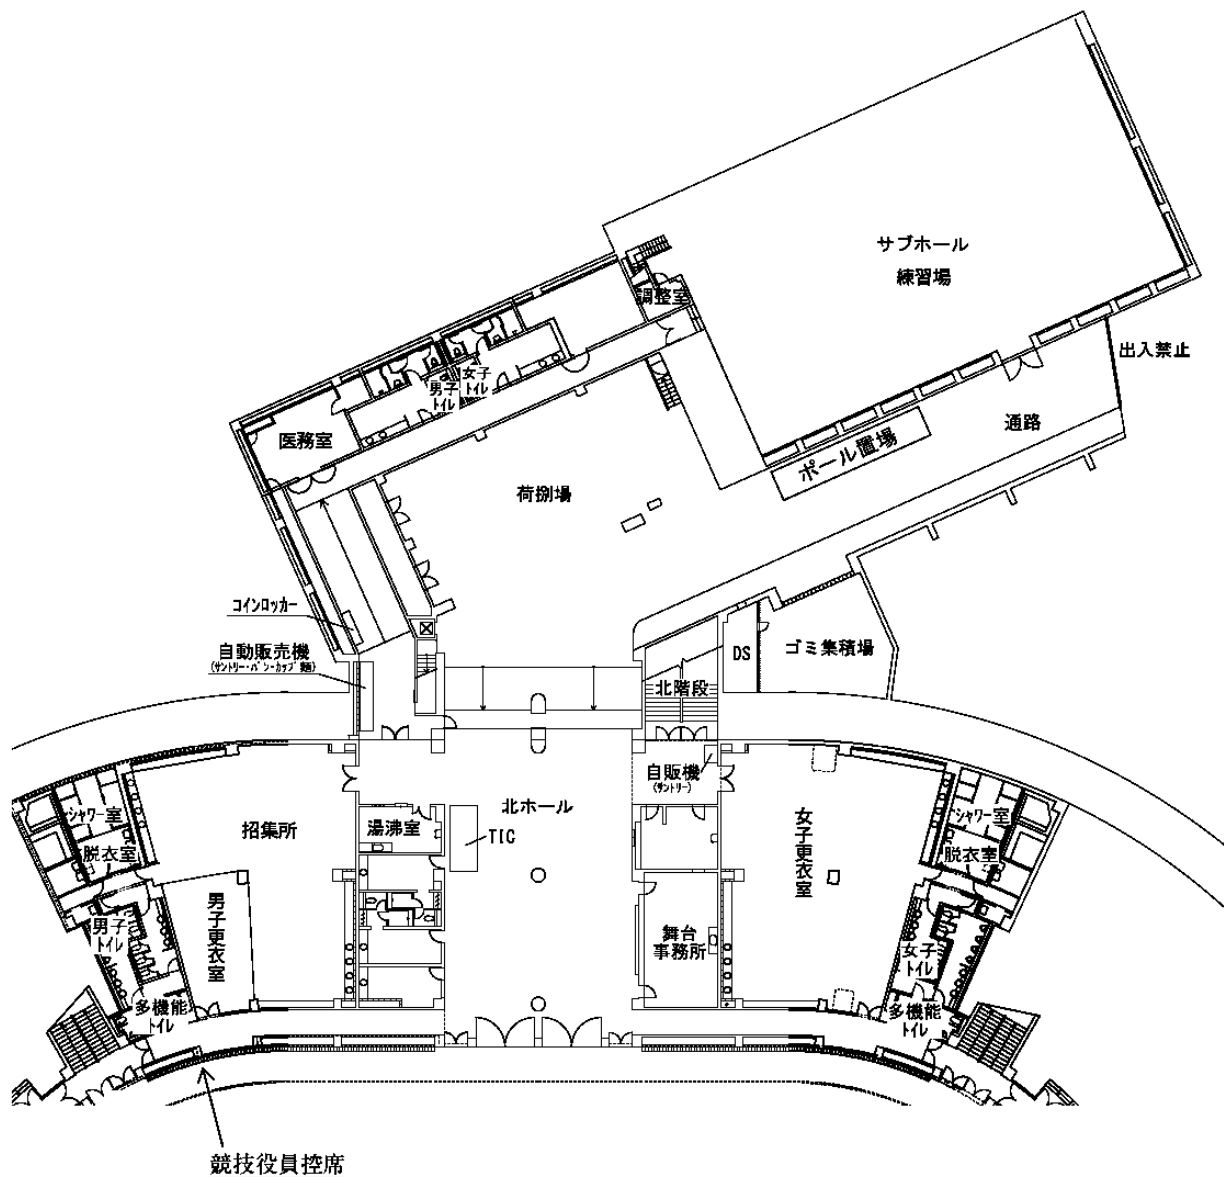 サブホール
練習場
調整室
出入禁止
女子
トイレ
男子
トイレ
通路
医務室
ポール置場
荷捌場
コインロッカー
自動販売機
(サントリー・パン・カップ麺)
DS
ゴミ集積場
北階段
自販機
(サントリー)
北ホール
シャワー室
招集所
湯沸室
TIC
女子更衣室
シャワー室
脱衣室
脱衣室
男子更衣室
男子
トイレ
舞台
事務所
女子
トイレ
多機能
トイレ
多機能
トイレ
競技役員控席